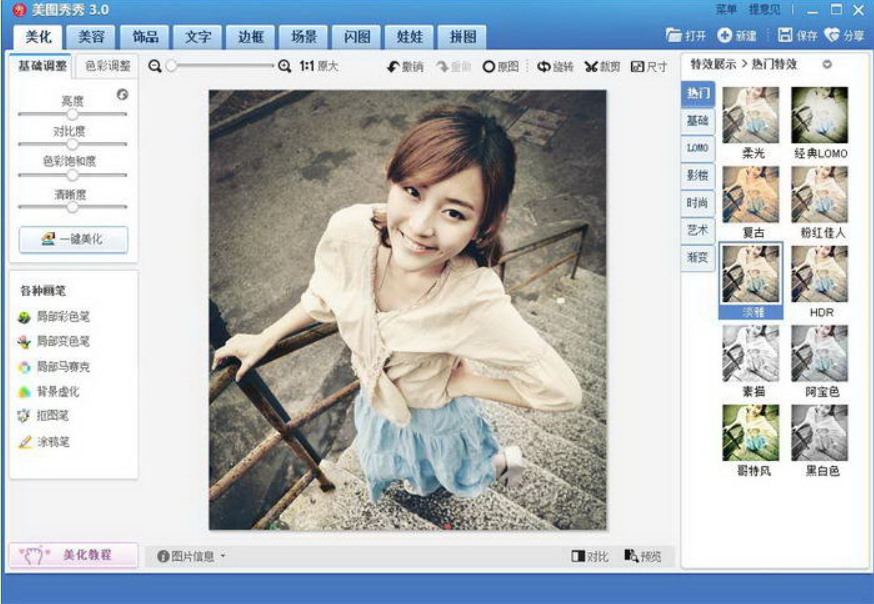 美图秀秀 3.0
菜单 提意见
美化 美容 饰品 文字 边框 场景 闪图 娃娃 拼图
打开 新建 保存 分享
基础调整 色彩调整
1:1原大
撤销 重做 原图 旋转 裁剪 尺寸
特效展示 > 热门特效
亮度
对比度
色彩饱和度
清晰度
一键美化
各种画笔
局部彩色笔
局部变色笔
局部马赛克
背景虚化
抠图笔
涂鸦笔
美化教程
图片信息
对比 预览
热门
基础
LOMO
影楼
时尚
艺术
渐变
柔光 经典LOMO
复古 粉红佳人
淡雅 HDR
素描 阿宝色
哥特风 黑白色